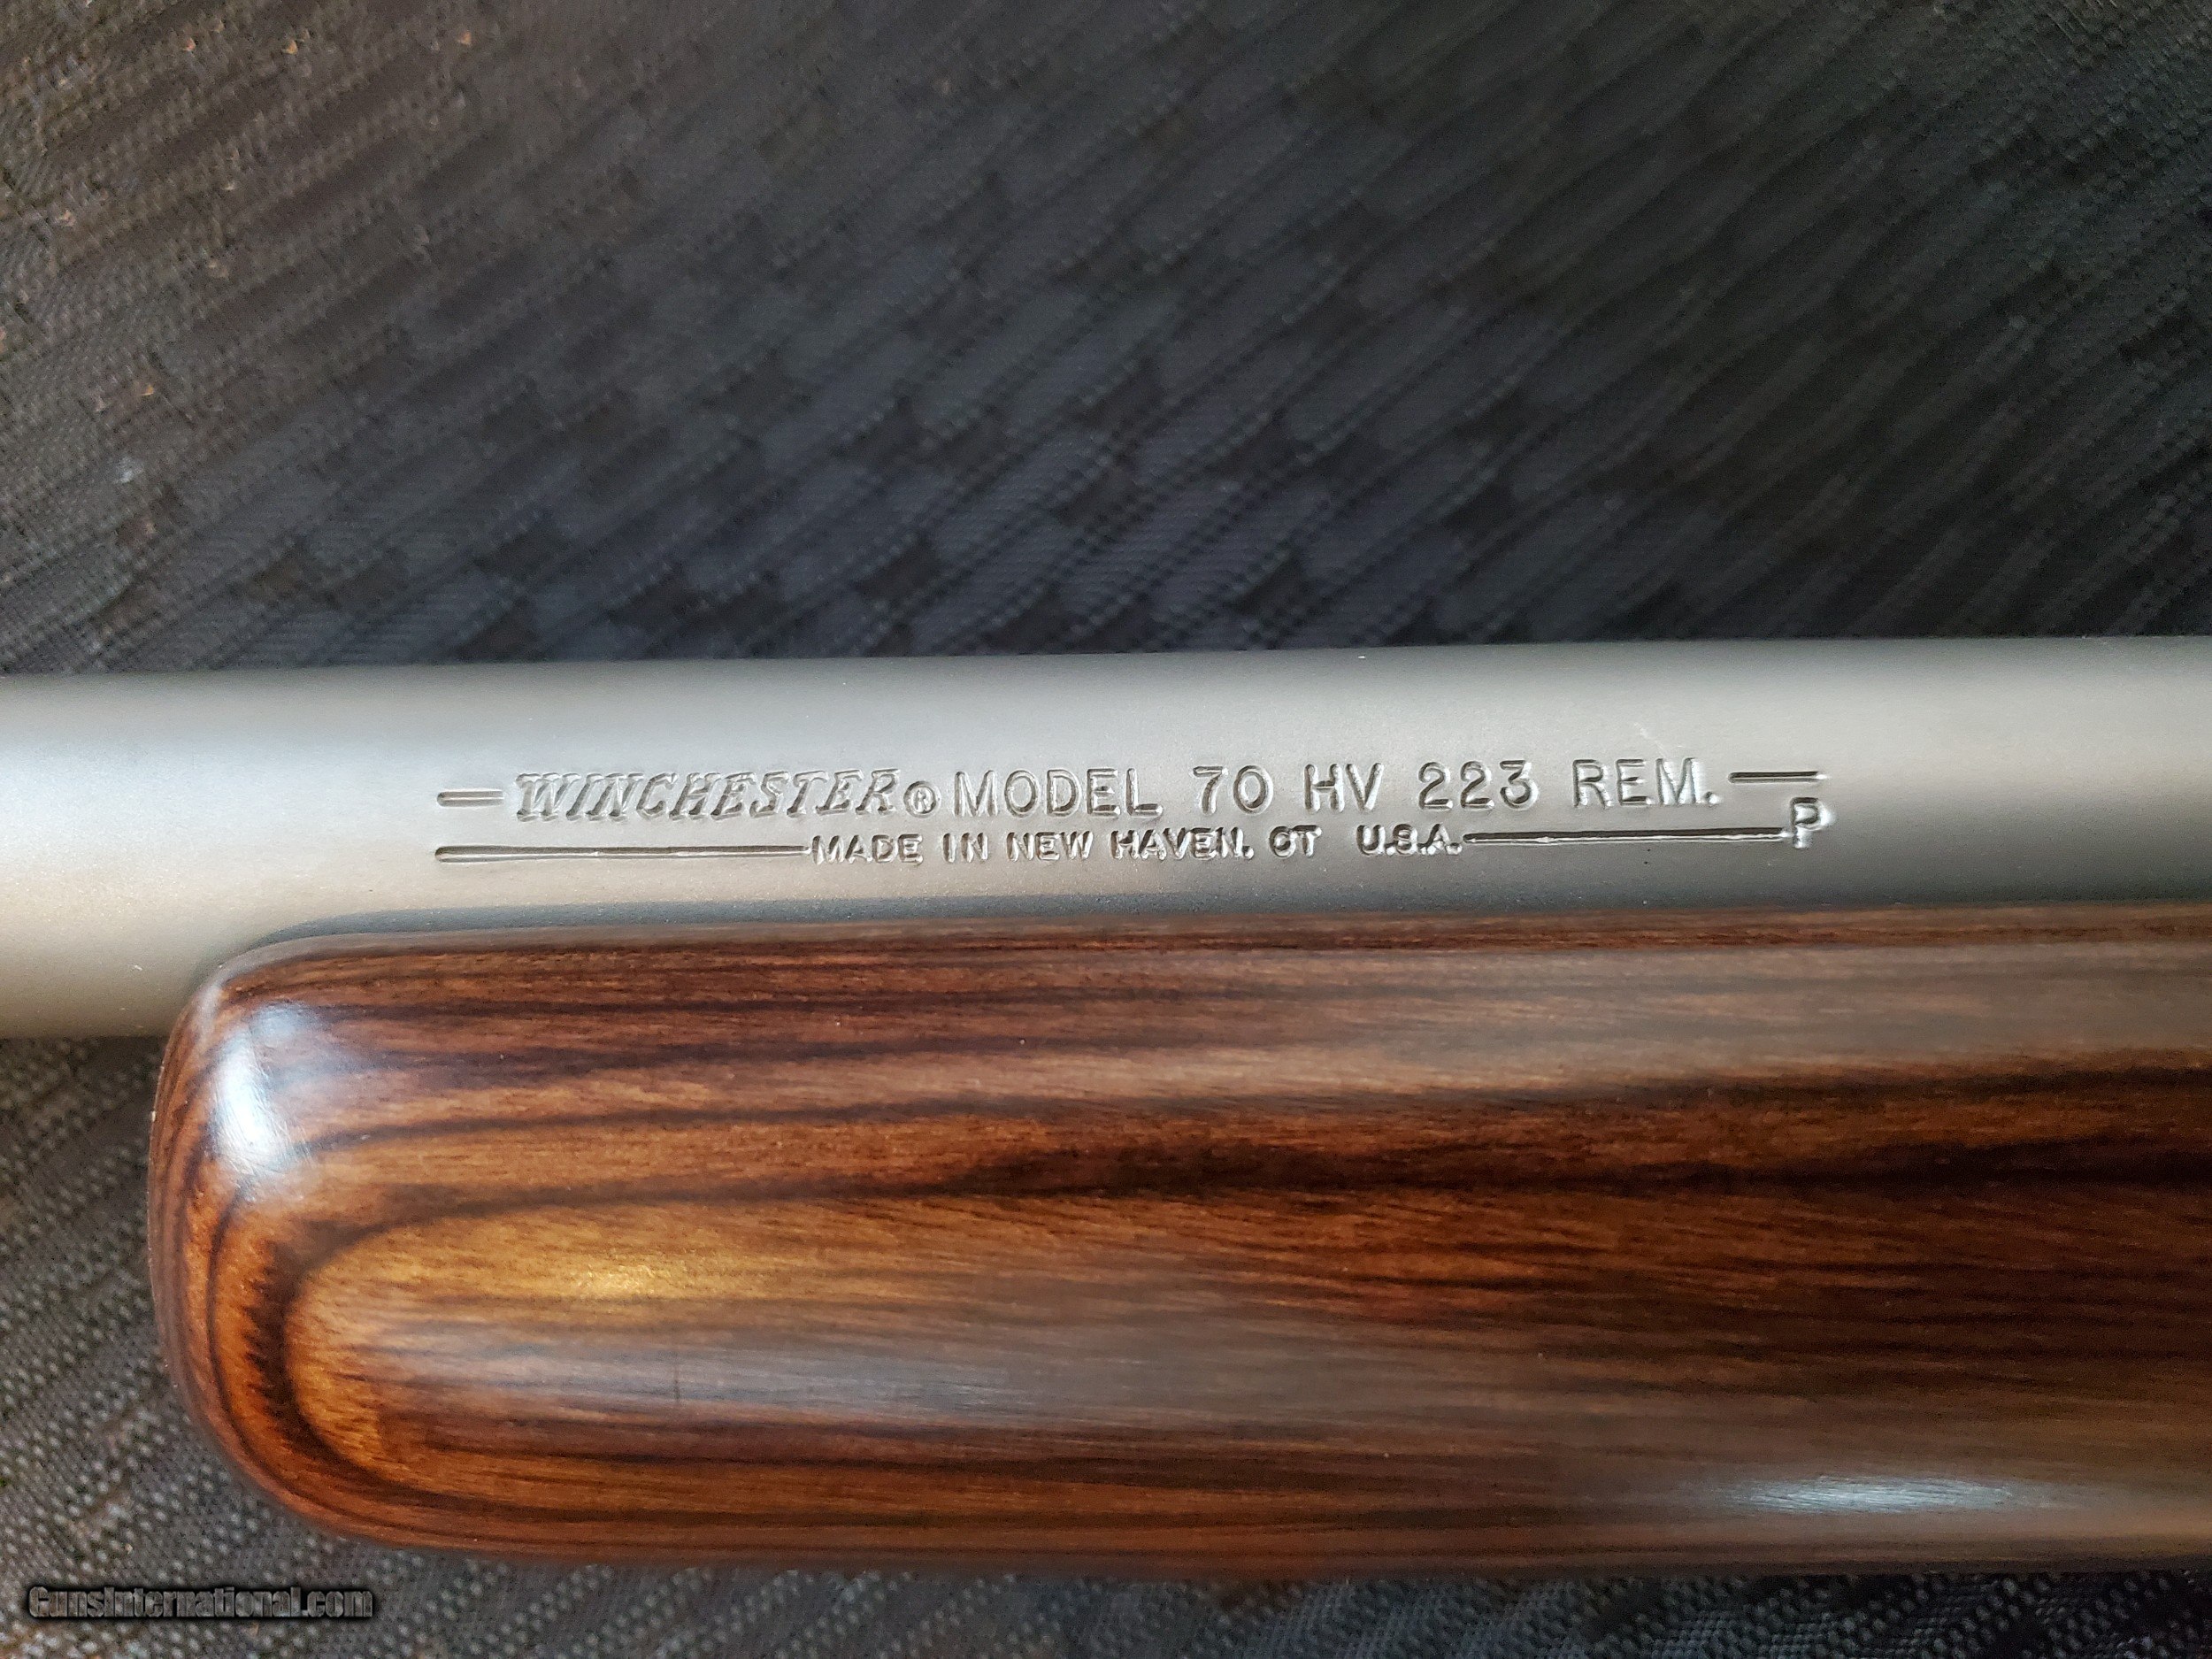 WINCHESTER® MODEL 70 HV 223 REM.
MADE IN NEW HAVEN. CT U.S.A. P
GunsInternational.com